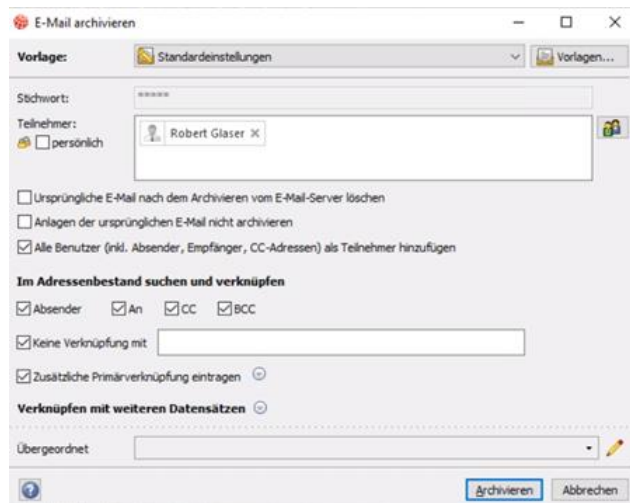 E-Mail archivieren
Vorlage: Standardeinstellungen Vorlagen...
Stichwort: *****
Teilnehmer: Robert Glaser
persönlich
Ursprüngliche E-Mail nach dem Archivieren vom E-Mail-Server löschen
Anlagen der ursprünglichen E-Mail nicht archivieren
Alle Benutzer (inkl. Absender, Empfänger, CC-Adressen) als Teilnehmer hinzufügen
Im Adressenbestand suchen und verknüpfen
Absender An CC BCC
Keine Verknüpfung mit
Zusätzliche Primärverknüpfung eintragen
Verknüpfen mit weiteren Datensätzen
Übergeordnet
Archivieren Abbrechen